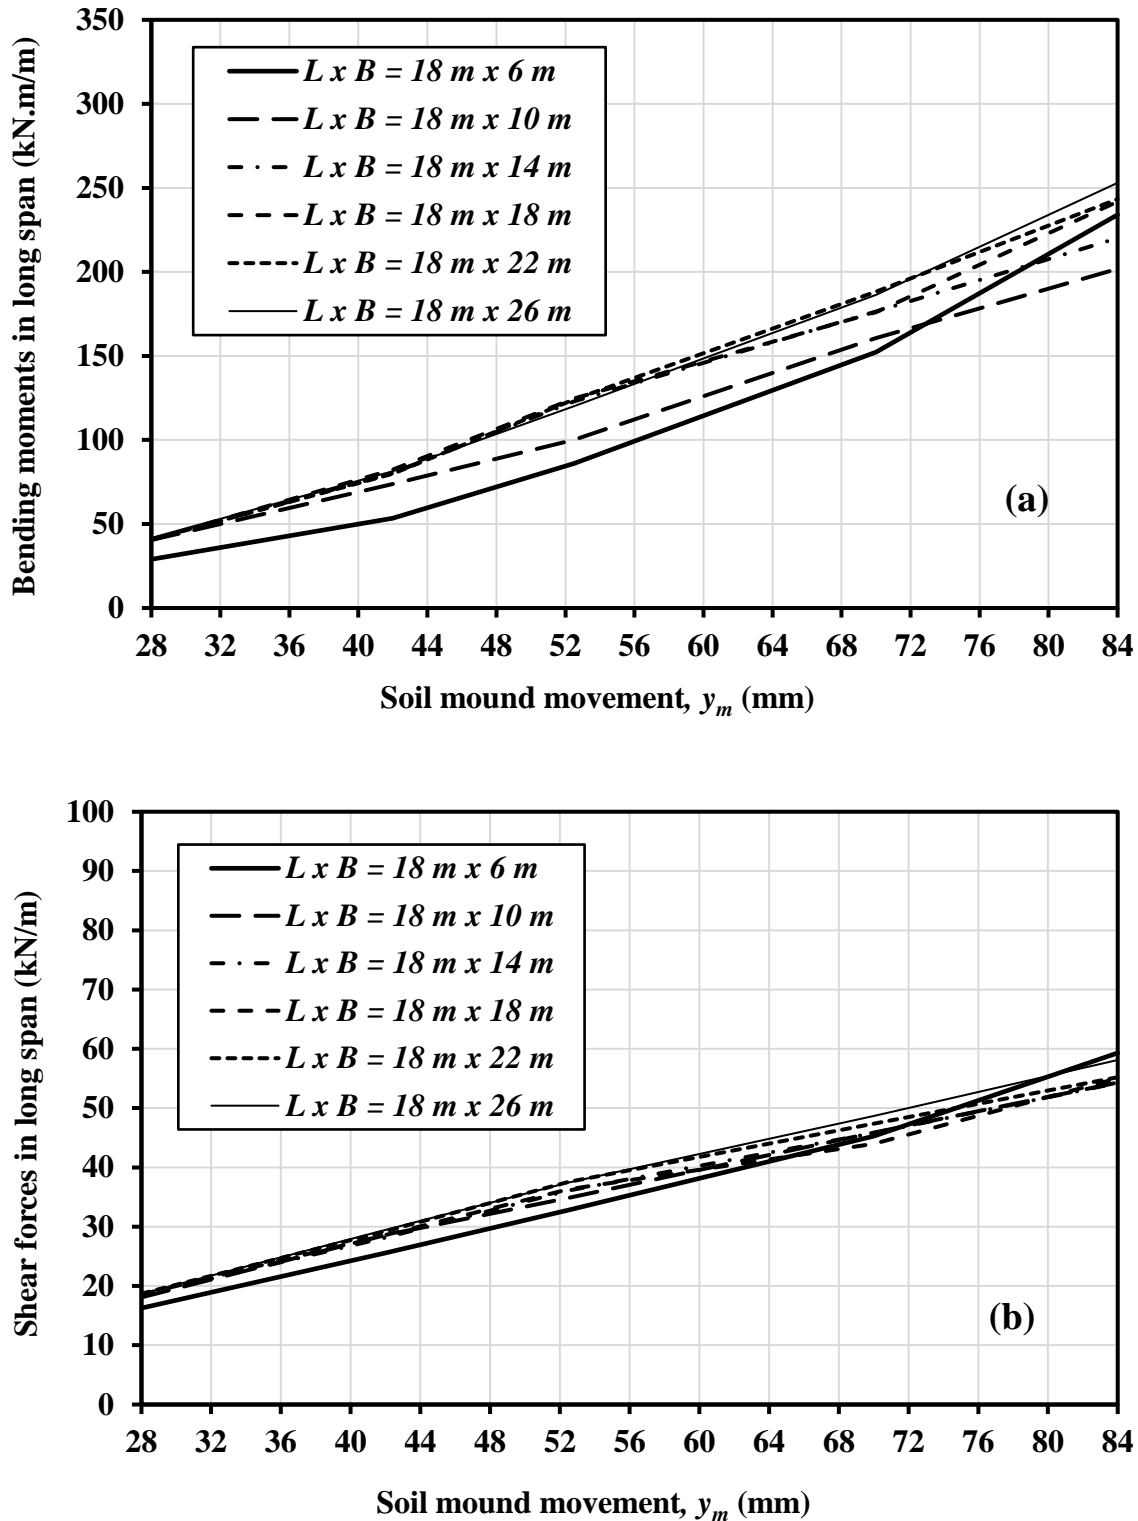 Bending moments in long span (kN.m/m)
350
300
250
200
150
100
50
0
L x B = 18 m x 6 m
L x B = 18 m x 10 m
L x B = 18 m x 14 m
L x B = 18 m x 18 m
L x B = 18 m x 22 m
L x B = 18 m x 26 m
(a)
28 32 36 40 44 48 52 56 60 64 68 72 76 80 84
Soil mound movement, yₘ (mm)
Shear forces in long span (kN/m)
100
90
80
70
60
50
40
30
20
10
0
L x B = 18 m x 6 m
L x B = 18 m x 10 m
L x B = 18 m x 14 m
L x B = 18 m x 18 m
L x B = 18 m x 22 m
L x B = 18 m x 26 m
(b)
28 32 36 40 44 48 52 56 60 64 68 72 76 80 84
Soil mound movement, yₘ (mm)